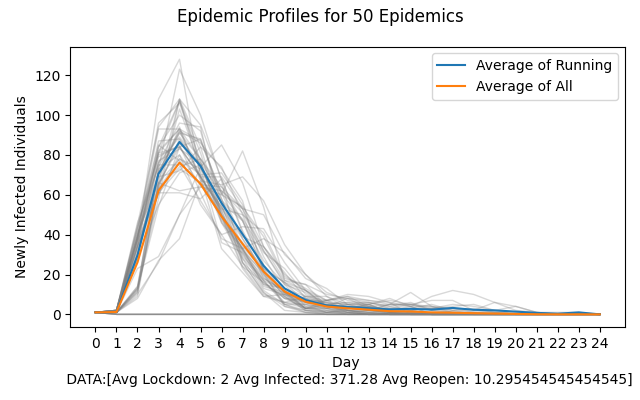 Epidemic Profiles for 50 Epidemics
Average of Running
Average of All
Newly Infected Individuals
120
100
80
60
40
20
0
0 1 2 3 4 5 6 7 8 9 10 11 12 13 14 15 16 17 18 19 20 21 22 23 24
Day
DATA:[Avg Lockdown: 2 Avg Infected: 371.28 Avg Reopen: 10.295454545454545]